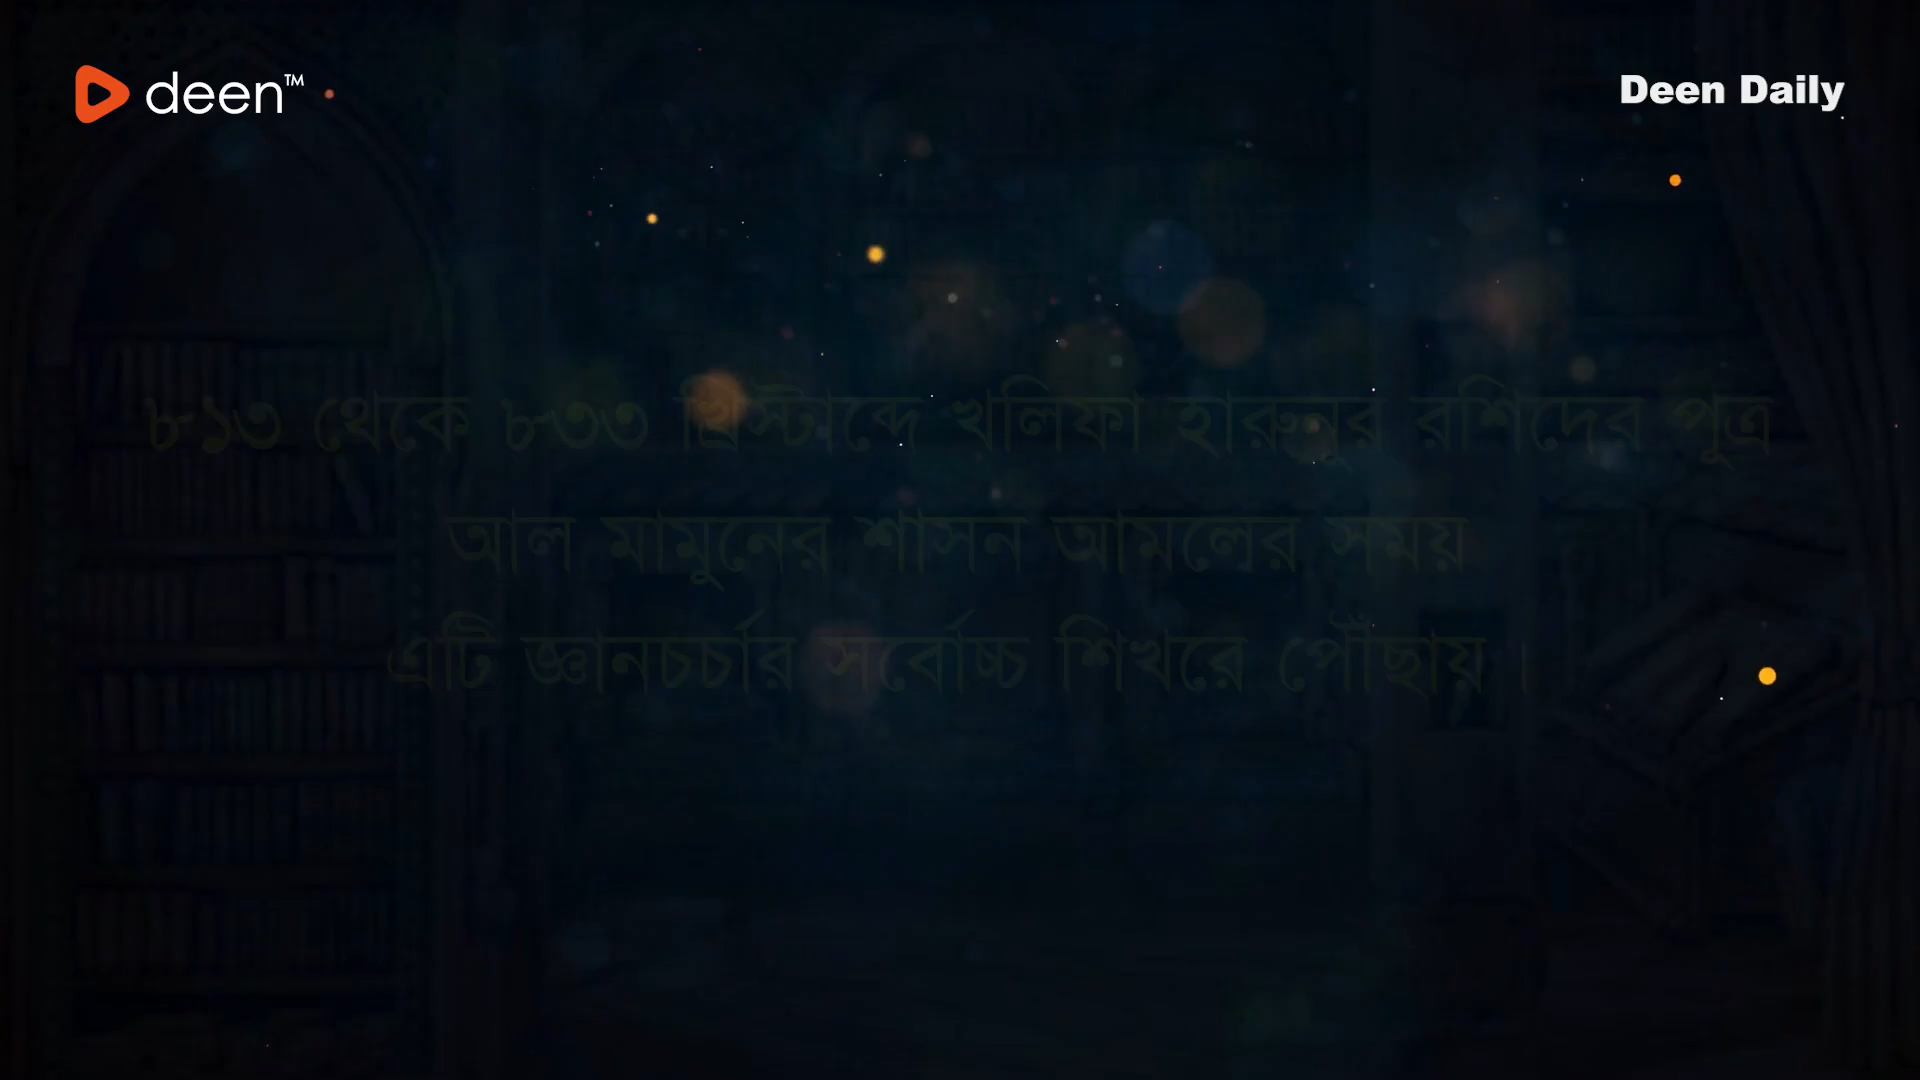 deen™
Deen Daily
৮১৩ থেকে ৮৩৩ খ্রিস্টাব্দে খলিফা হারুনুর রশিদের পুত্র
আল মামুনের শাসন আমলের সময়
এটি জ্ঞানচর্চার সর্বোচ্চ শিখরে পৌঁছায়।